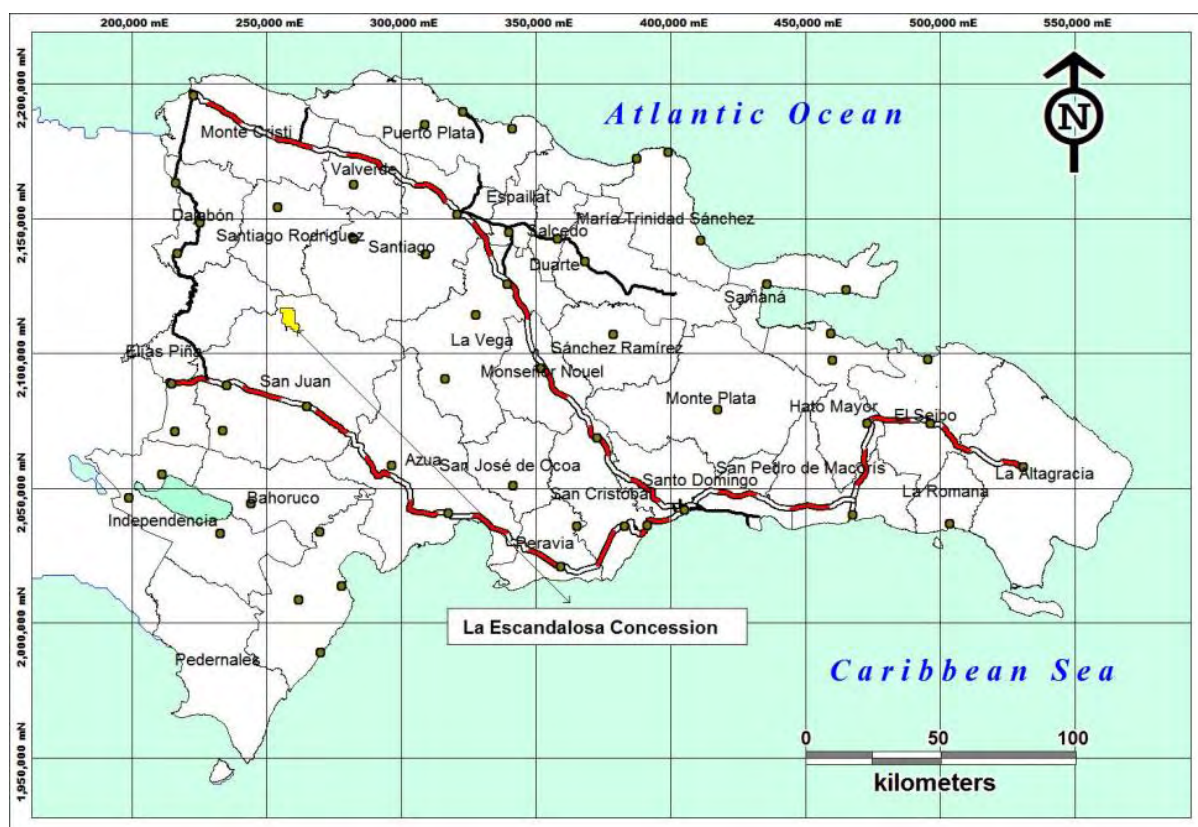 200,000 mE
250,000 mE
300,000 mE
350,000 mE
400,000 mE
450,000 mE
500,000 mE
550,000 mE
2,200,000 mN
2,150,000 mN
2,100,000 mN
2,050,000 mN
2,000,000 mN
1,950,000 mN
Atlantic Ocean
N
Monte Cristi
Puerto Plata
Valverde
Espaillat
Dajabón
María Trinidad Sánchez
Santiago Rodriguez
Salcedo
Santiago
Duarte
Samaná
La Vega
Sánchez Ramírez
Elías Piña
San Juan
Monseñor Nouel
Monte Plata
Hato Mayor
El Seibo
Azua
San José de Ocoa
San Pedro de Macorís
La Altagracia
Santo Domingo
San Cristóbal
La Romana
Bahoruco
Independencia
Peravia
La Escandalosa Concession
Pedernales
Caribbean Sea
0 50 100
kilometers